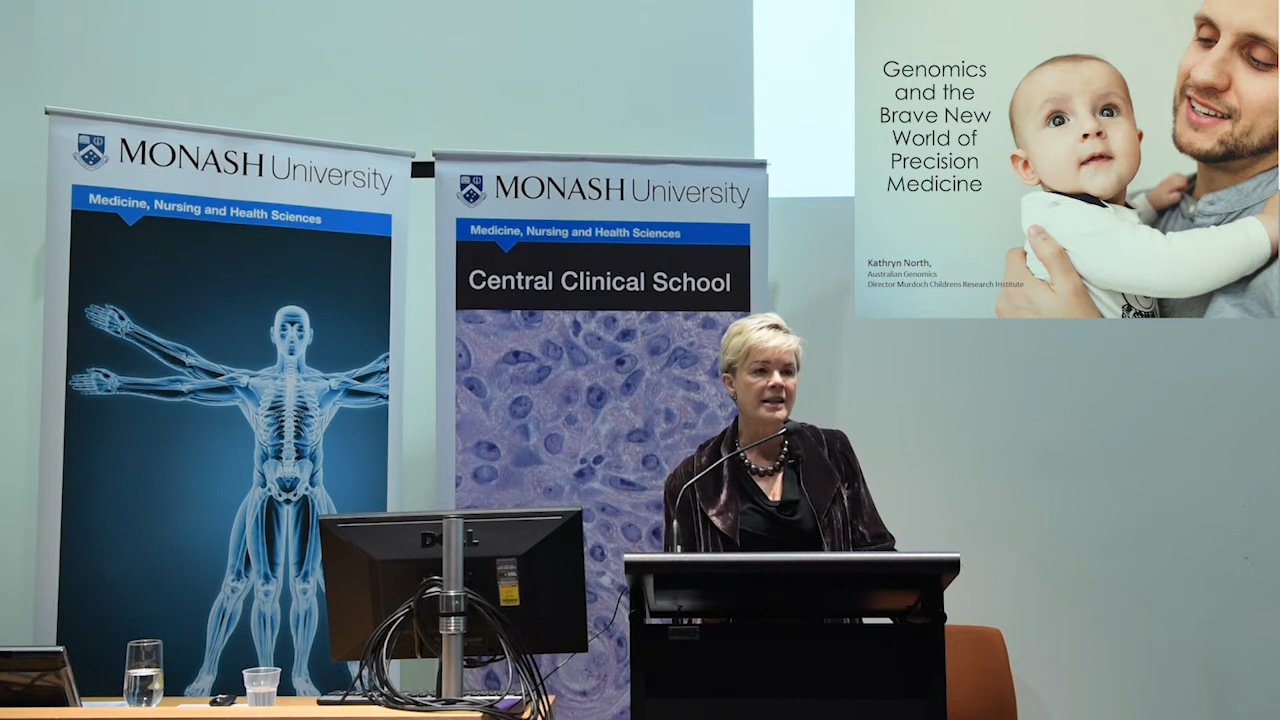 MONASH University
Medicine, Nursing and Health Sciences
MONASH University
Medicine, Nursing and Health Sciences
Central Clinical School
Genomics
and the
Brave New
World of
Precision
Medicine
Kathryn North,
Australian Genomics
Director Murdoch Childrens Research Institute
DELL